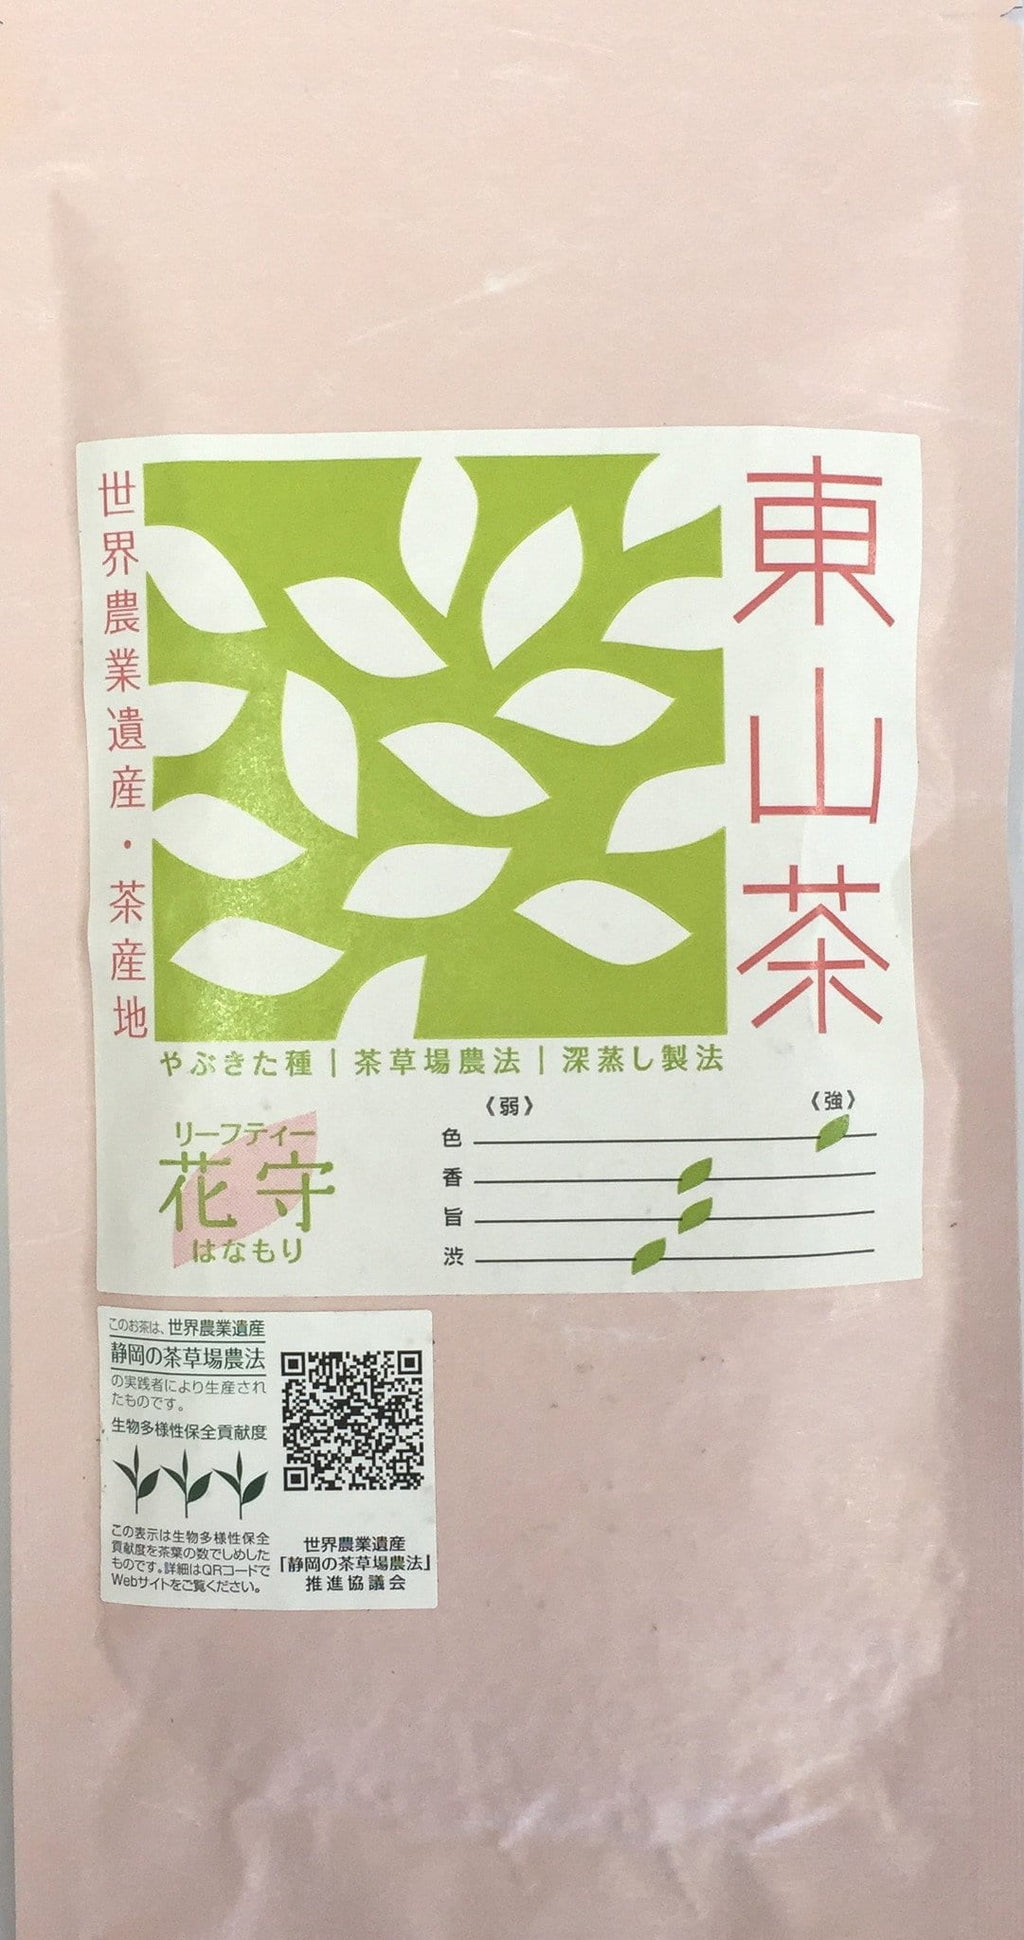 東山茶
世界農業遺産・茶産地
やぶきた種|茶草場農法|深蒸し製法
リーフティー
花守
はなもり
《弱》 《強》
色
香
旨
渋
このお茶は、世界農業遺産
静岡の茶草場農法
の実践者により生産され
たものです。
生物多様性保全貢献度
この表示は生物多様性保全
貢献度を茶葉の数でしめした
ものです。詳細はQRコードで
Webサイトをご覧ください。
世界農業遺産
「静岡の茶草場農法」
推進協議会